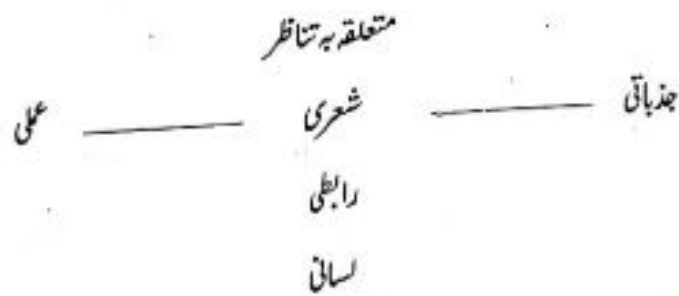 متعلقہ بہ تناظر
جذباتی ——— شعری ——— عملی
رابطی
لسانی